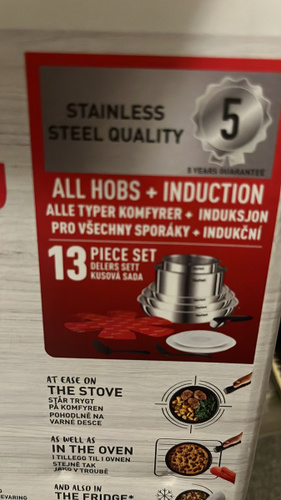 STAINLESS
STEEL QUALITY
5
5 YEARS GUARANTEE
ALL HOBS + INDUCTION
ALLE TYPER KOMFYRER + INDUKSJON
PRO VŠECHNY SPORÁKY + INDUKČNÍ
13 PIECE SET
DELERS SETT
KUSOVÁ SADA
AT EASE ON
THE STOVE
STÅR TRYGT
PÅ KOMFYREN
POHODLNĚ NA
VARNÉ DESCE
AS WELL AS
IN THE OVEN
I TILLEGG TIL I OVNEN
STEJNĚ TAK
JAKO V TROUBĚ
AND ALSO IN
THE FRIDGE*